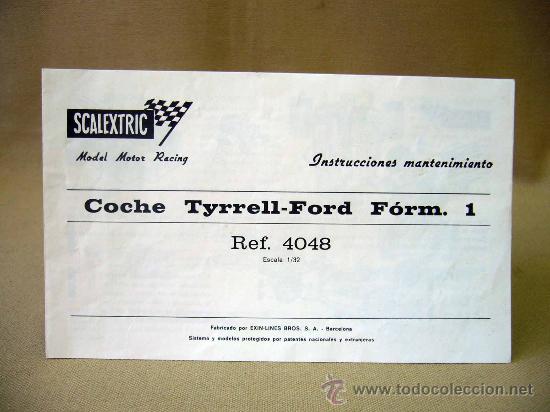 SCALEXTRIC
Model Motor Racing
Instrucciones mantenimiento
Coche Tyrrell-Ford Fórm. 1
Ref. 4048
Escala 1/32
Fabricado por EXIN-LINES BROS. S. A. - Barcelona
Sistema y modelos protegidos por patentes nacionales y extranjeras
www.todocoleccion.net